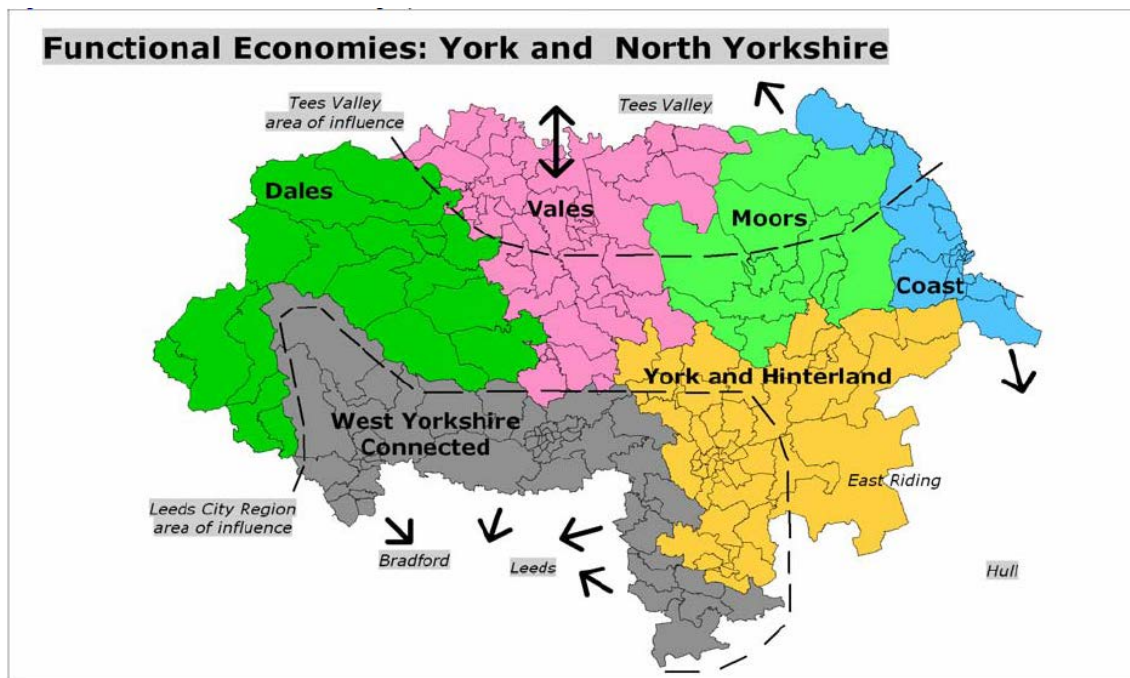 Functional Economies: York and North Yorkshire
Tees Valley
area of influence
Tees Valley
Dales
Vales
Moors
Coast
York and Hinterland
West Yorkshire
Connected
East Riding
Leeds City Region
area of influence
Bradford
Leeds
Hull